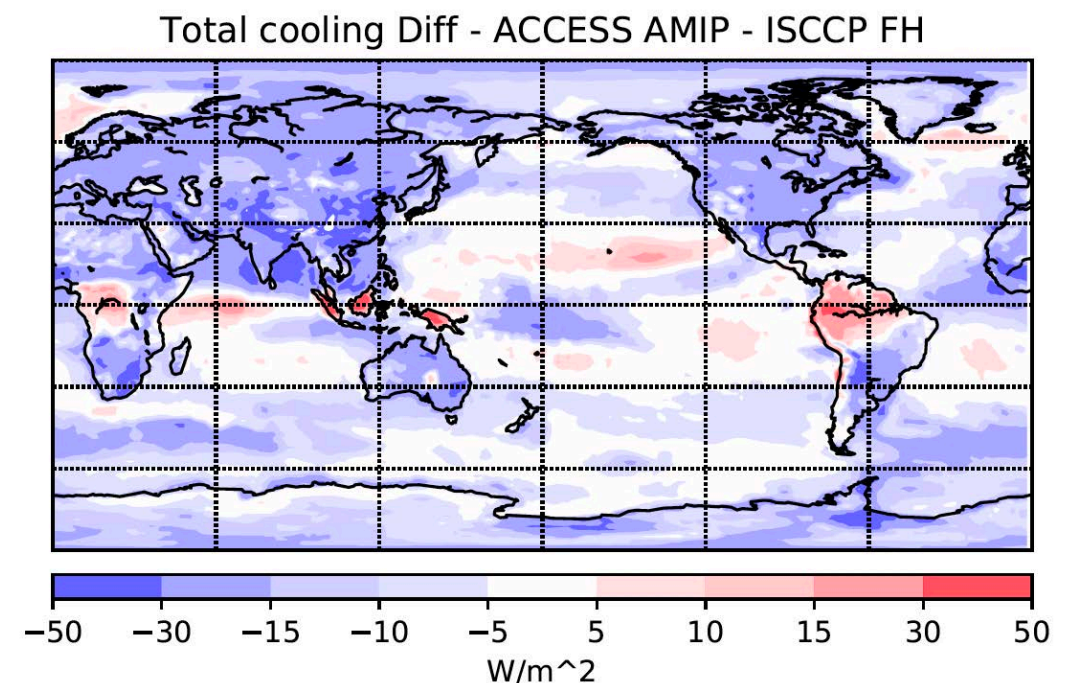 Total cooling Diff - ACCESS AMIP - ISCCP FH
−50 −30 −15 −10 −5 5 10 15 30 50
W/m^2